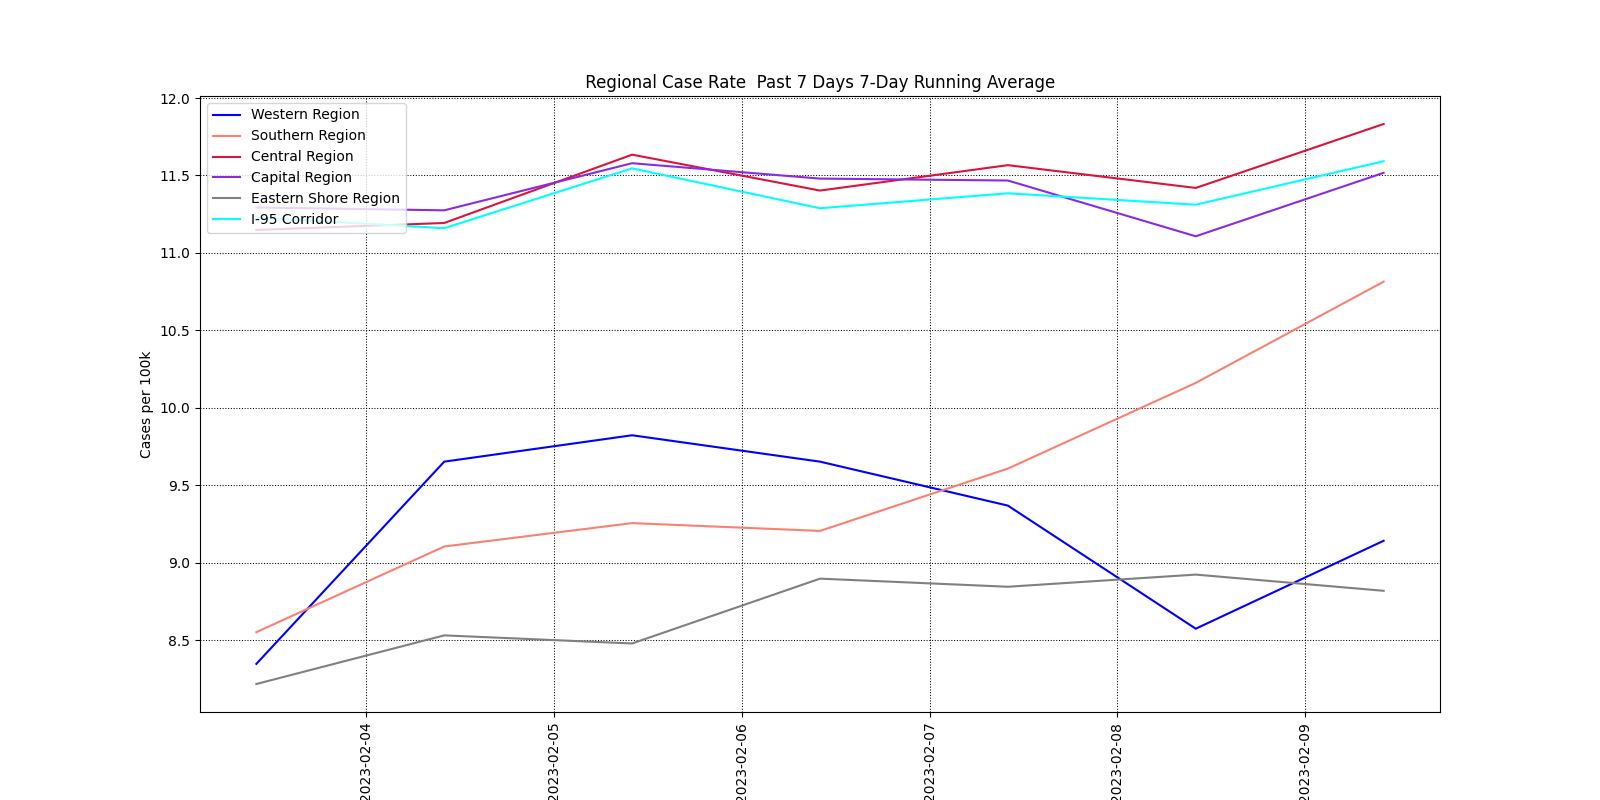 Regional Case Rate  Past 7 Days 7-Day Running Average
Western Region
Southern Region
Central Region
Capital Region
Eastern Shore Region
I-95 Corridor
12.0
11.5
11.0
10.5
10.0
9.5
9.0
8.5
Cases per 100k
2023-02-04
2023-02-05
2023-02-06
2023-02-07
2023-02-08
2023-02-09